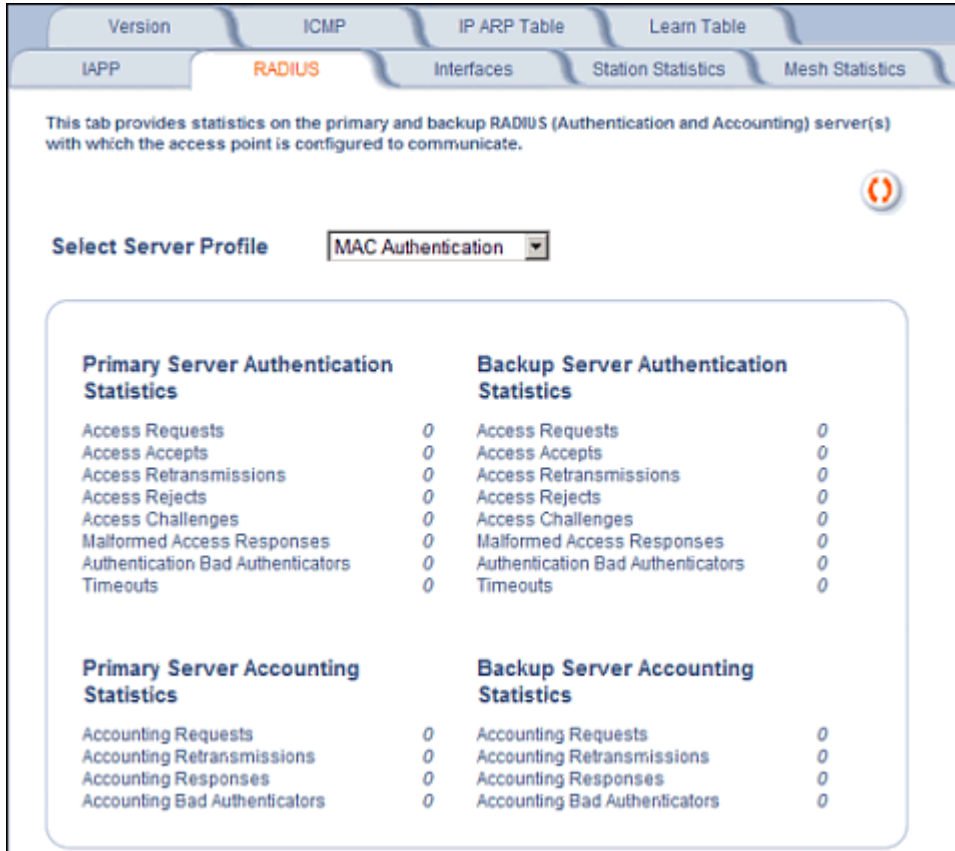 Version ICMP IP ARP Table Learn Table
IAPP RADIUS Interfaces Station Statistics Mesh Statistics
This tab provides statistics on the primary and backup RADIUS (Authentication and Accounting) server(s)
with which the access point is configured to communicate.
Select Server Profile MAC Authentication
Primary Server Authentication
Statistics
Access Requests 0
Access Accepts 0
Access Retransmissions 0
Access Rejects 0
Access Challenges 0
Malformed Access Responses 0
Authentication Bad Authenticators 0
Timeouts 0
Backup Server Authentication
Statistics
Access Requests 0
Access Accepts 0
Access Retransmissions 0
Access Rejects 0
Access Challenges 0
Malformed Access Responses 0
Authentication Bad Authenticators 0
Timeouts 0
Primary Server Accounting
Statistics
Accounting Requests 0
Accounting Retransmissions 0
Accounting Responses 0
Accounting Bad Authenticators 0
Backup Server Accounting
Statistics
Accounting Requests 0
Accounting Retransmissions 0
Accounting Responses 0
Accounting Bad Authenticators 0